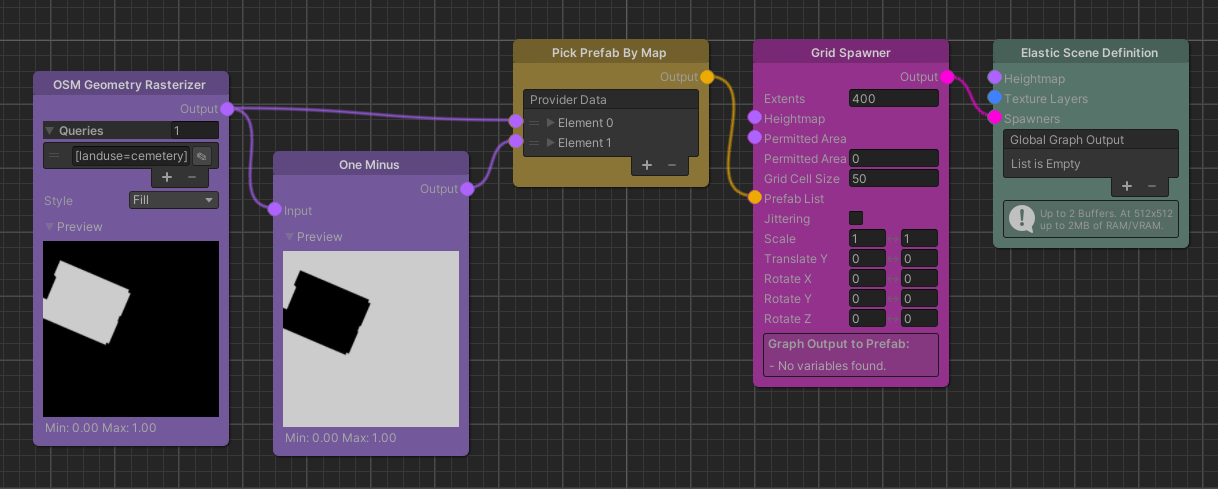 OSM Geometry Rasterizer
Output
Queries
1
[landuse=cemetery]
+ −
Style
Fill
Preview
Min: 0.00 Max: 1.00
One Minus
Output
Input
Preview
Min: 0.00 Max: 1.00
Pick Prefab By Map
Output
Provider Data
Element 0
Element 1
+ −
Grid Spawner
Output
Extents 400
Heightmap
Permitted Area
Permitted Area 0
Grid Cell Size 50
Prefab List
Jittering
Scale 1 1
Translate Y 0 0
Rotate X 0 0
Rotate Y 0 0
Rotate Z 0 0
Graph Output to Prefab:
- No variables found.
Elastic Scene Definition
Heightmap
Texture Layers
Spawners
Global Graph Output
List is Empty
+ −
Up to 2 Buffers. At 512x512
up to 2MB of RAM/VRAM.